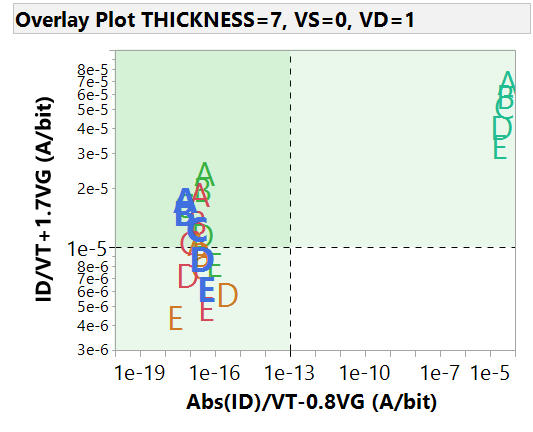 Overlay Plot THICKNESS=7, VS=0, VD=1
ID/VT+1.7VG (A/bit)
8e-5
7e-5
6e-5
5e-5
4e-5
3e-5
2e-5
1e-5
8e-6
7e-6
6e-6
5e-6
4e-6
3e-6
A
B
C
D
E
A
B
A
A
B
C
C
D
D
E
D
E
D
E
E
1e-19 1e-16 1e-13 1e-10 1e-7 1e-5
Abs(ID)/VT-0.8VG (A/bit)